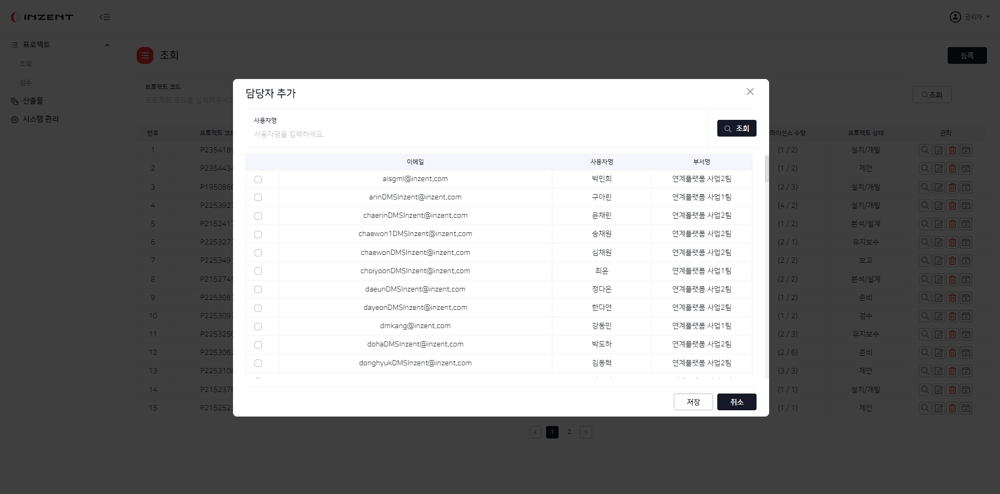 INZENT
관리자
프로젝트
조회
검수
산출물
시스템 관리
조회
등록
프로젝트 코드
프로젝트 코드를 입력해주세요
조회
담당자 추가
사용자명
사용자명을 입력하세요.
조회
이메일 사용자명 부서명
alsgml@inzent.com 박민희 연계플랫폼 사업2팀
arinDMSInzent@inzent.com 구아린 연계플랫폼 사업1팀
chaerinDMSInzent@inzent.com 윤채린 연계플랫폼 사업2팀
chaewon1DMSInzent@inzent.com 송채원 연계플랫폼 사업2팀
chaewonDMSInzent@inzent.com 심채원 연계플랫폼 사업2팀
choiyoonDMSInzent@inzent.com 최윤 연계플랫폼 사업1팀
daeunDMSInzent@inzent.com 정다은 연계플랫폼 사업2팀
dayeonDMSInzent@inzent.com 한다연 연계플랫폼 사업2팀
dmkang@inzent.com 강동민 연계플랫폼 사업1팀
dohaDMSInzent@inzent.com 박도하 연계플랫폼 사업2팀
donghyukDMSInzent@inzent.com 김동혁 연계플랫폼 사업2팀
저장 취소
번호 프로젝트 코드 라이선스 수량 프로젝트 상태 관리
1 P2354189 (1 / 2) 설치/개발
2 P2354434 (1 / 2) 제안
3 P1950860 (2 / 3) 설치/개발
4 P2253927 (4 / 2) 설치/개발
5 P2152417 (1 / 2) 분석/설계
6 P2253273 (2 / 1) 유지보수
7 P2253491 (2 / 2) 보고
8 P2152745 (2 / 2) 분석/설계
9 P2253087 (1 / 2) 준비
10 P2253097 (1 / 2) 검수
11 P2253250 (2 / 3) 유지보수
12 P2253062 (2 / 6) 준비
13 P2253108 (3 / 3) 제안
14 P2152376 (1 / 1) 설치/개발
15 P2152523 (1 / 1) 제안
1 2